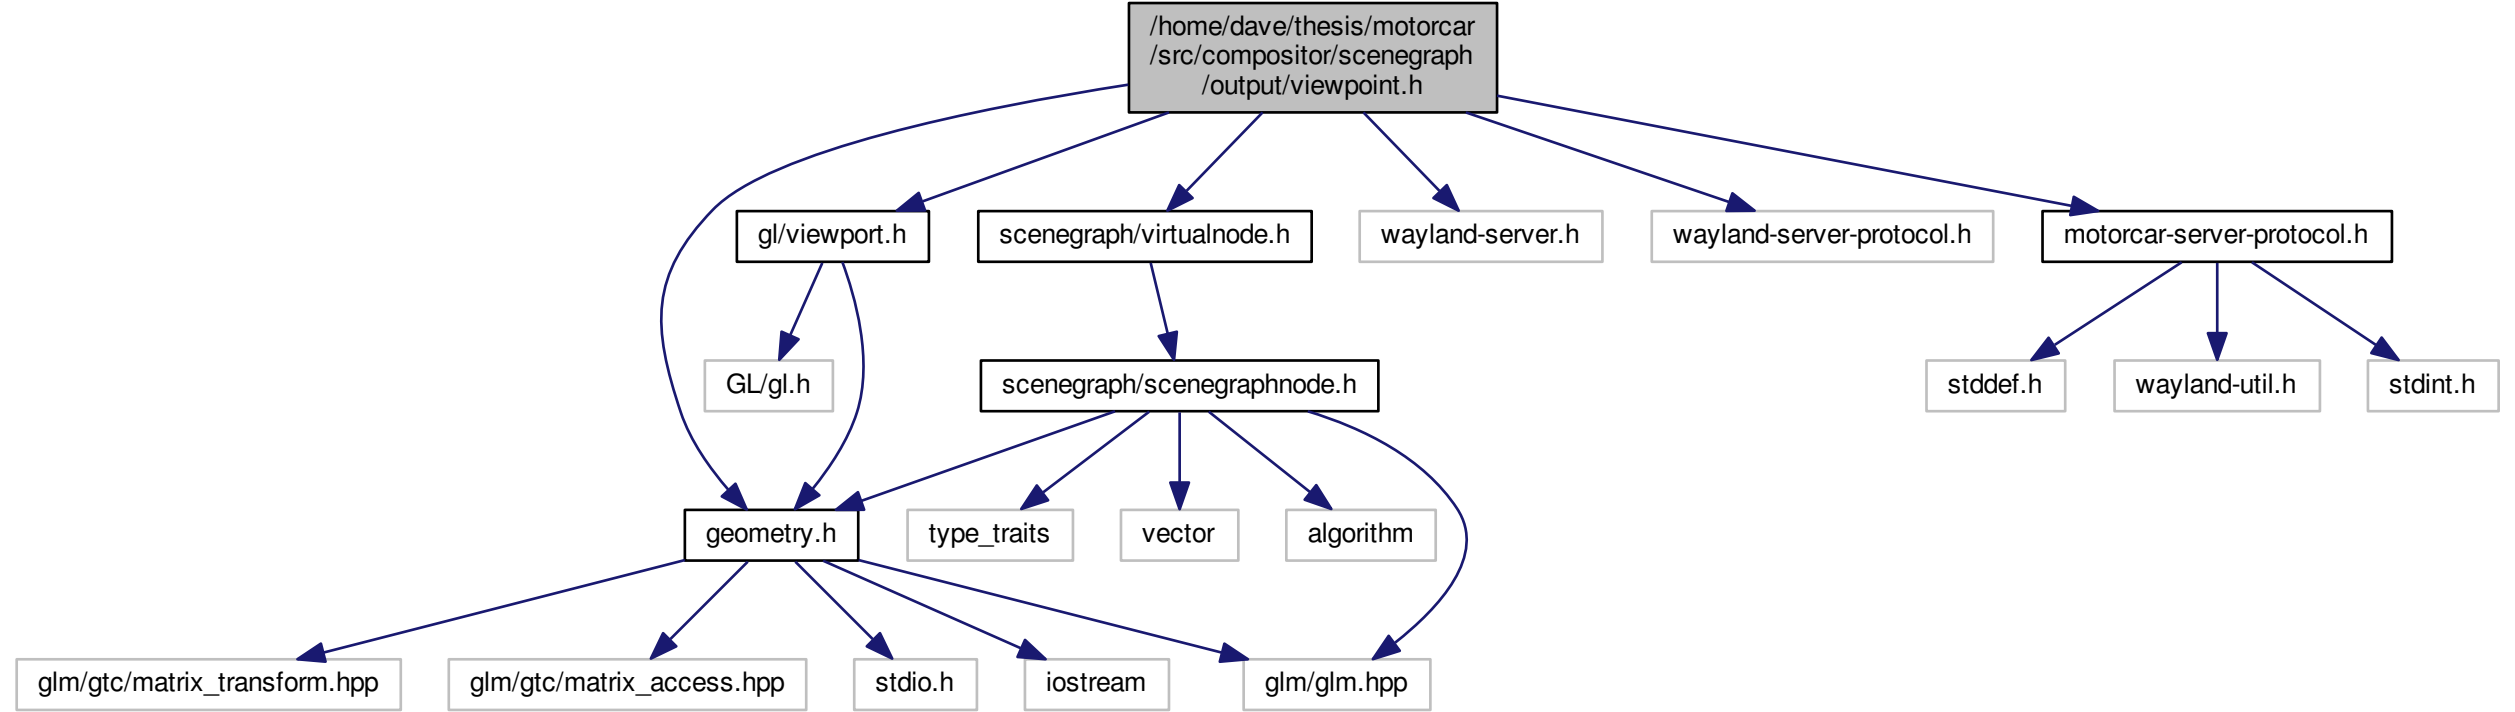 /home/dave/thesis/motorcar
/src/compositor/scenegraph
/output/viewpoint.h
gl/viewport.h
scenegraph/virtualnode.h
wayland-server.h
wayland-server-protocol.h
motorcar-server-protocol.h
GL/gl.h
scenegraph/scenegraphnode.h
stddef.h
wayland-util.h
stdint.h
geometry.h
type_traits
vector
algorithm
glm/gtc/matrix_transform.hpp
glm/gtc/matrix_access.hpp
stdio.h
iostream
glm/glm.hpp